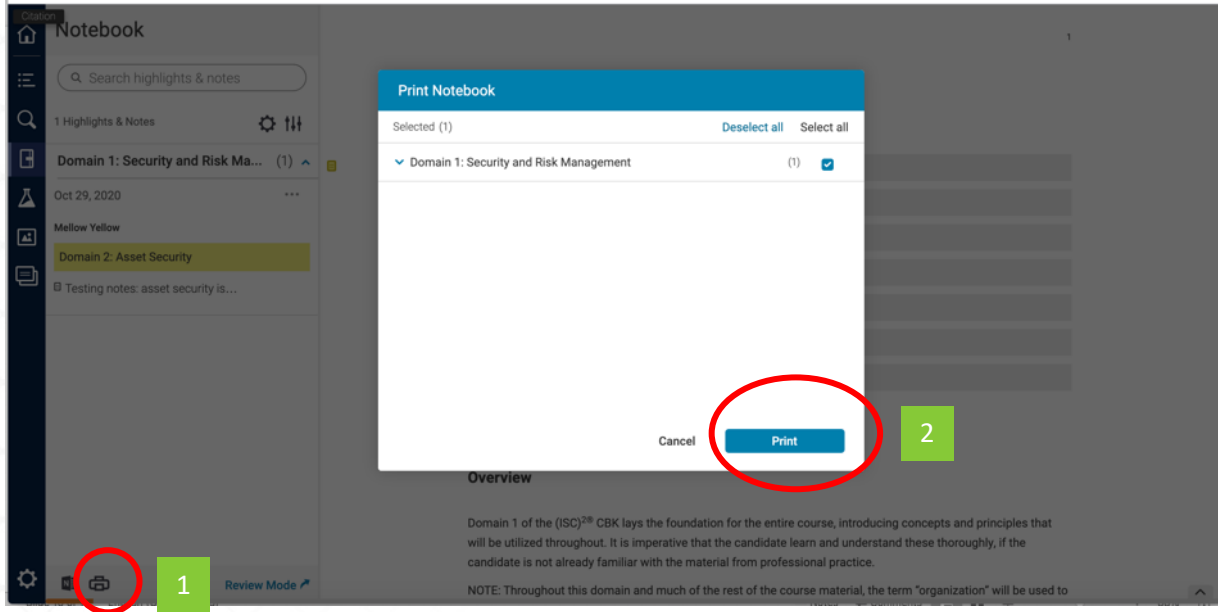 Citation
Notebook
1
Search highlights & notes
1 Highlights & Notes
Domain 1: Security and Risk Ma... (1)
Oct 29, 2020
...
Mellow Yellow
Domain 2: Asset Security
Testing notes: asset security is...
Print Notebook
Selected (1) Deselect all Select all
Domain 1: Security and Risk Management (1)
Cancel Print
2
Overview
Domain 1 of the (ISC)²® CBK lays the foundation for the entire course, introducing concepts and principles that
will be utilized throughout. It is imperative that the candidate learn and understand these thoroughly, if the
candidate is not already familiar with the material from professional practice.
NOTE: Throughout this domain and much of the rest of the course material, the term "organization" will be used to
1
Review Mode